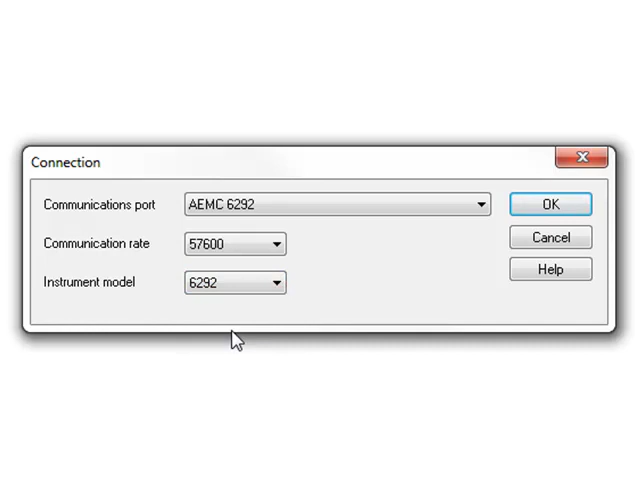 Connection
Communications port
AEMC 6292
OK
Communication rate
57600
Cancel
Instrument model
6292
Help